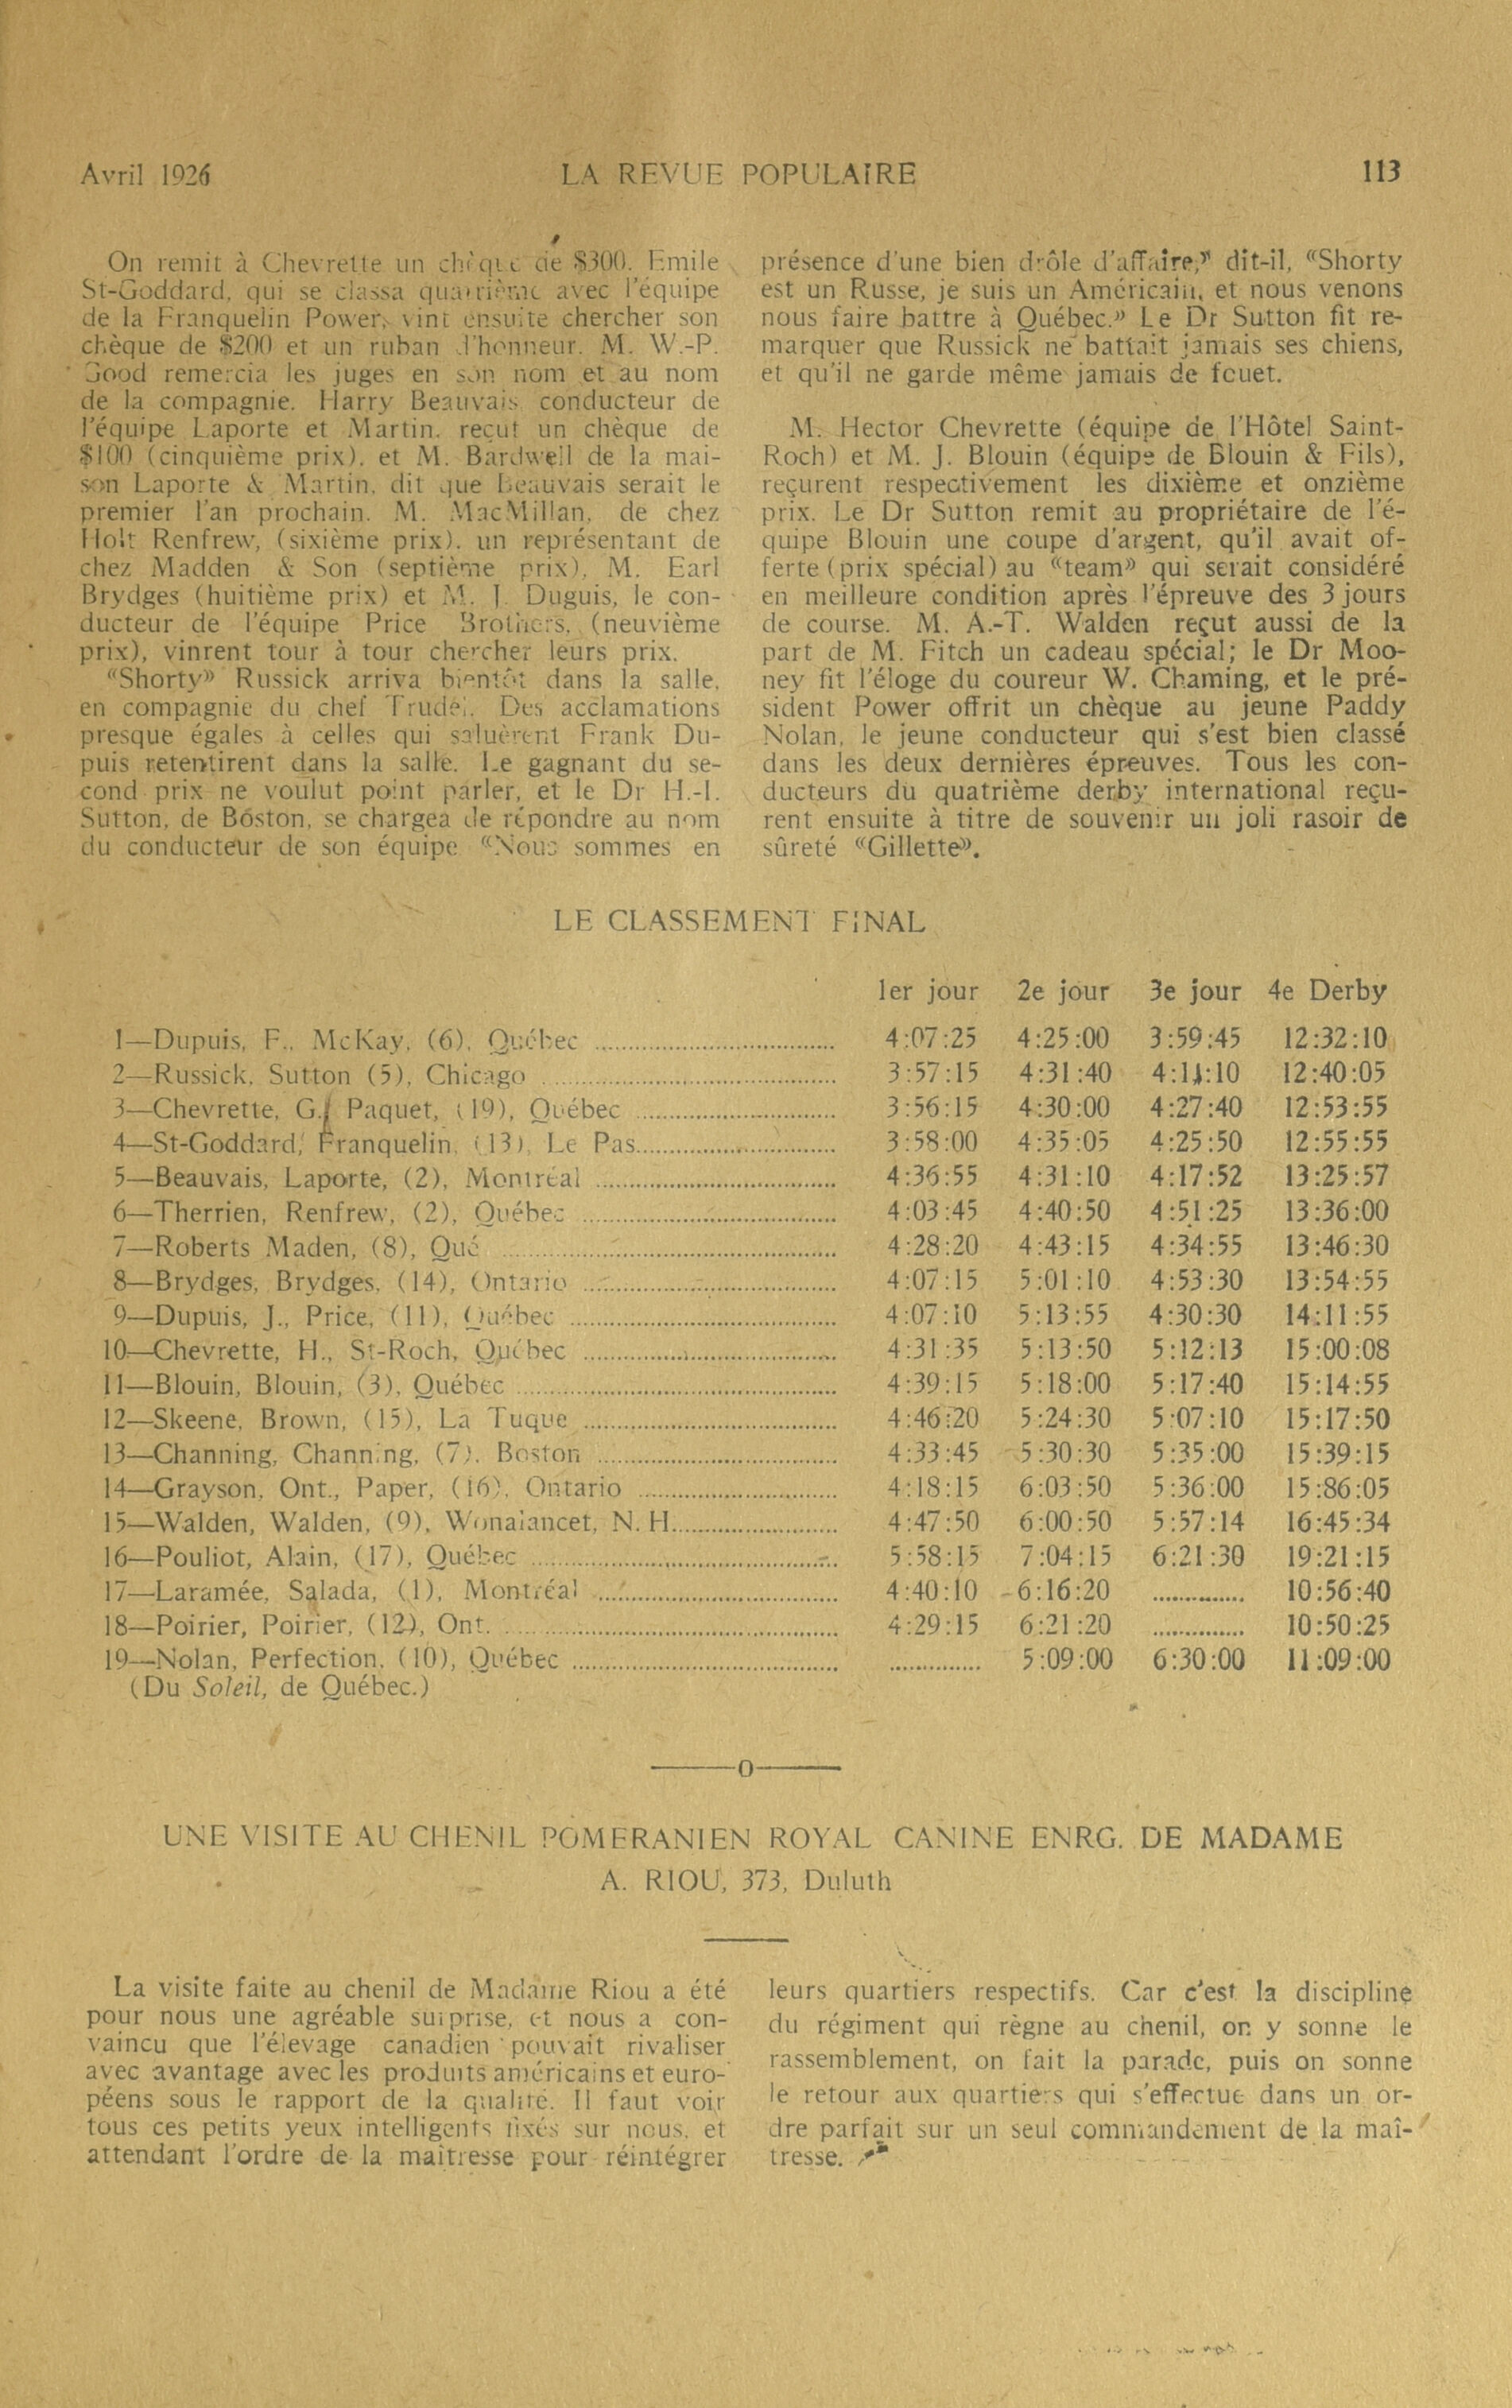 Avril 1926 LA REVUE POPULAIRE 113
On remit à Chevrette un chèque de $300. Emile
St-Goddard, qui se classa quatrième avec l'équipe
de la Franquelin Power, vint ensuite chercher son
chèque de $200 et un ruban d'honneur. M. W.-P.
Good remercia les juges en son nom et au nom
de la compagnie. Harry Beauvais, conducteur de
l'équipe Laporte et Martin, reçut un chèque de
$100 (cinquième prix), et M. Bardwell de la mai-
son Laporte & Martin, dit que Beauvais serait le
premier l'an prochain. M. MacMillan, de chez
Holt Renfrew, (sixième prix), un représentant de
chez Madden & Son (septième prix), M. Earl
Brydges (huitième prix) et M. J. Duguis, le con-
ducteur de l'équipe Price Brothers, (neuvième
prix), vinrent tour à tour chercher leurs prix.
“Shorty” Russick arriva bientôt dans la salle,
en compagnie du chef Trudel. Des acclamations
presque égales à celles qui saluèrent Frank Du-
puis retentirent dans la salle. Le gagnant du se-
cond prix ne voulut point parler, et le Dr H.-I.
Sutton, de Boston, se chargea de répondre au nom
du conducteur de son équipe “Nous sommes en
présence d'une bien drôle d'affaire,” dit-il, “Shorty
est un Russe, je suis un Américain, et nous venons
nous faire battre à Québec.” Le Dr Sutton fit re-
marquer que Russick ne battait jamais ses chiens,
et qu'il ne garde même jamais de fouet.
M. Hector Chevrette (équipe de l'Hôtel Saint-
Roch) et M. J. Blouin (équipe de Blouin & Fils),
reçurent respectivement les dixième et onzième
prix. Le Dr Sutton remit au propriétaire de l'é-
quipe Blouin une coupe d'argent, qu'il avait of-
ferte (prix spécial) au “team” qui serait considéré
en meilleure condition après l'épreuve des 3 jours
de course. M. A.-T. Walden reçut aussi de la
part de M. Fitch un cadeau spécial; le Dr Moo-
ney fit l'éloge du coureur W. Chaming, et le pré-
sident Power offrit un chèque au jeune Paddy
Nolan, le jeune conducteur qui s'est bien classé
dans les deux dernières épreuves. Tous les con-
ducteurs du quatrième derby international reçu-
rent ensuite à titre de souvenir un joli rasoir de
sûreté “Gillette”.
LE CLASSEMENT FINAL
1er jour 2e jour 3e jour 4e Derby
1—Dupuis, F., McKay, (6), Québec ........ 4:07:25 4:25:00 3:59:45 12:32:10
2—Russick, Sutton (5), Chicago ........ 3:57:15 4:31:40 4:11:10 12:40:05
3—Chevrette, G., Paquet, (19), Québec ........ 3:56:15 4:30:00 4:27:40 12:53:55
4—St-Goddard, Franquelin, (13), Le Pas........ 3:58:00 4:35:05 4:25:50 12:55:55
5—Beauvais, Laporte, (2), Montréal ........ 4:36:55 4:31:10 4:17:52 13:25:57
6—Therrien, Renfrew, (2), Québec ........ 4:03:45 4:40:50 4:51:25 13:36:00
7—Roberts Maden, (8), Qué ........ 4:28:20 4:43:15 4:34:55 13:46:30
8—Brydges, Brydges, (14), Ontario ........ 4:07:15 5:01:10 4:53:30 13:54:55
9—Dupuis, J., Price, (11), Québec ........ 4:07:10 5:13:55 4:30:30 14:11:55
10—Chevrette, H., St-Roch, Québec ........ 4:31:35 5:13:50 5:12:13 15:00:08
11—Blouin, Blouin, (3), Québec ........ 4:39:15 5:18:00 5:17:40 15:14:55
12—Skeene, Brown, (15), La Tuque ........ 4:46:20 5:24:30 5:07:10 15:17:50
13—Channing, Channing, (7), Boston ........ 4:33:45 5:30:30 5:35:00 15:39:15
14—Grayson, Ont., Paper, (16), Ontario ........ 4:18:15 6:03:50 5:36:00 15:86:05
15—Walden, Walden, (9), Wonalancet, N. H........ 4:47:50 6:00:50 5:57:14 16:45:34
16—Pouliot, Alain, (17), Québec ........ 5:58:15 7:04:15 6:21:30 19:21:15
17—Laramée, Salada, (1), Montréal ........ 4:40:10 6:16:20 ........ 10:56:40
18—Poirier, Poirier, (12), Ont. ........ 4:29:15 6:21:20 ........ 10:50:25
19—Nolan, Perfection, (10), Québec ........ ........ 5:09:00 6:30:00 11:09:00
(Du Soleil, de Québec.)
———o———
UNE VISITE AU CHENIL POMERANIEN ROYAL CANINE ENRG. DE MADAME
A. RIOU, 373, Duluth
La visite faite au chenil de Madame Riou a été
pour nous une agréable surprise, et nous a con-
vaincu que l'élevage canadien pouvait rivaliser
avec avantage avec les produits américains et euro-
péens sous le rapport de la qualité. Il faut voir
tous ces petits yeux intelligents fixés sur nous, et
attendant l'ordre de la maîtresse pour réintégrer
leurs quartiers respectifs. Car c'est la discipline
du régiment qui règne au chenil, on y sonne le
rassemblement, on fait la parade, puis on sonne
le retour aux quartiers qui s'effectue dans un or-
dre parfait sur un seul commandement de la maî-
tresse.